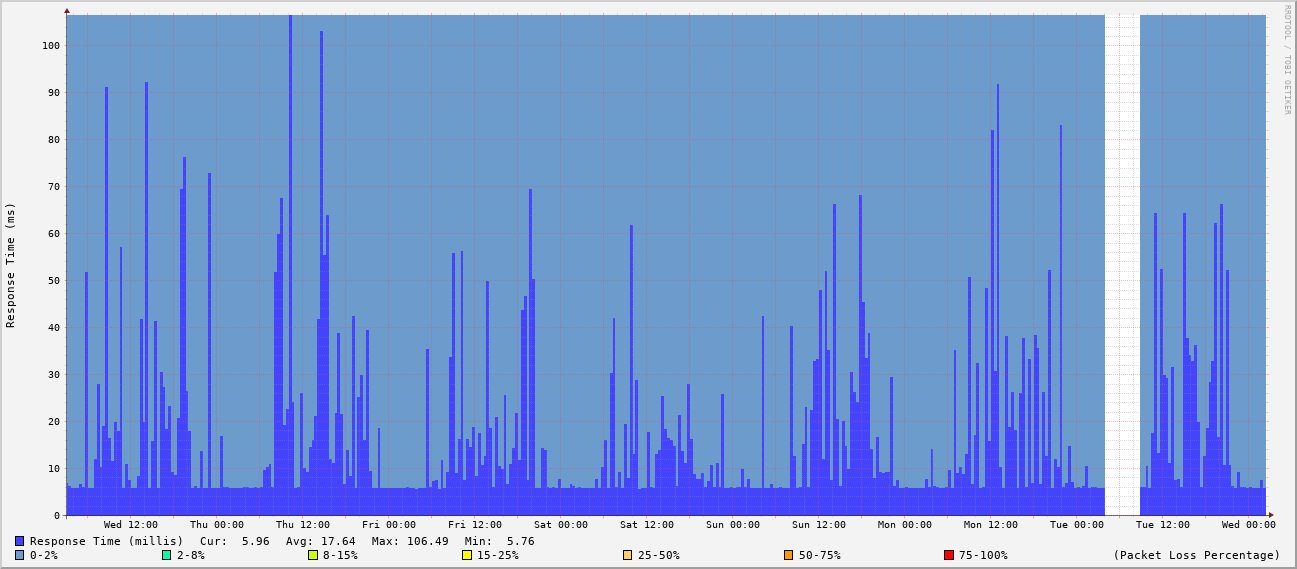 RRDTOOL / TOBI OETIKER
Response Time (ms)
100
90
80
70
60
50
40
30
20
10
0
Wed 12:00 Thu 00:00 Thu 12:00 Fri 00:00 Fri 12:00 Sat 00:00 Sat 12:00 Sun 00:00 Sun 12:00 Mon 00:00 Mon 12:00 Tue 00:00 Tue 12:00 Wed 00:00
Response Time (millis) Cur: 5.96 Avg: 17.64 Max: 106.49 Min: 5.76
0-2% 2-8% 8-15% 15-25% 25-50% 50-75% 75-100% (Packet Loss Percentage)